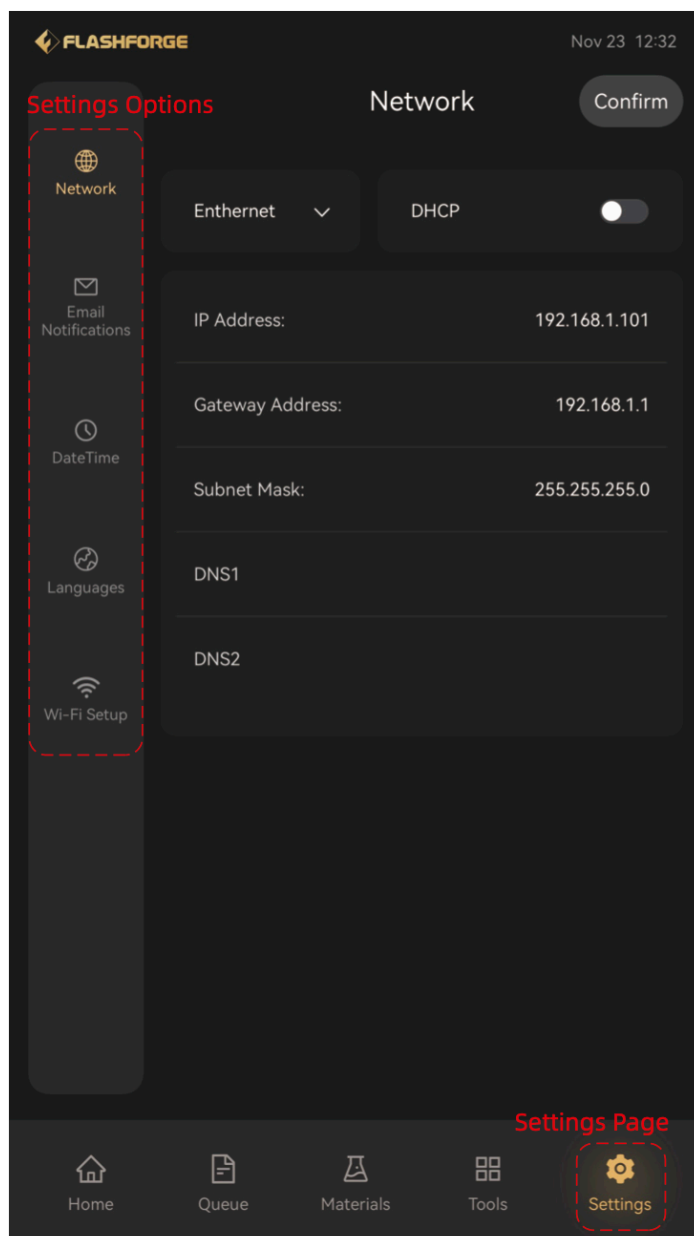 FLASHFORGE
Nov 23 12:32
Settings Options
Network
Confirm
Network
Enthernet
DHCP
Email
Notifications
IP Address:
192.168.1.101
Gateway Address:
192.168.1.1
DateTime
Subnet Mask:
255.255.255.0
Languages
DNS1
DNS2
Wi-Fi Setup
Settings Page
Home
Queue
Materials
Tools
Settings